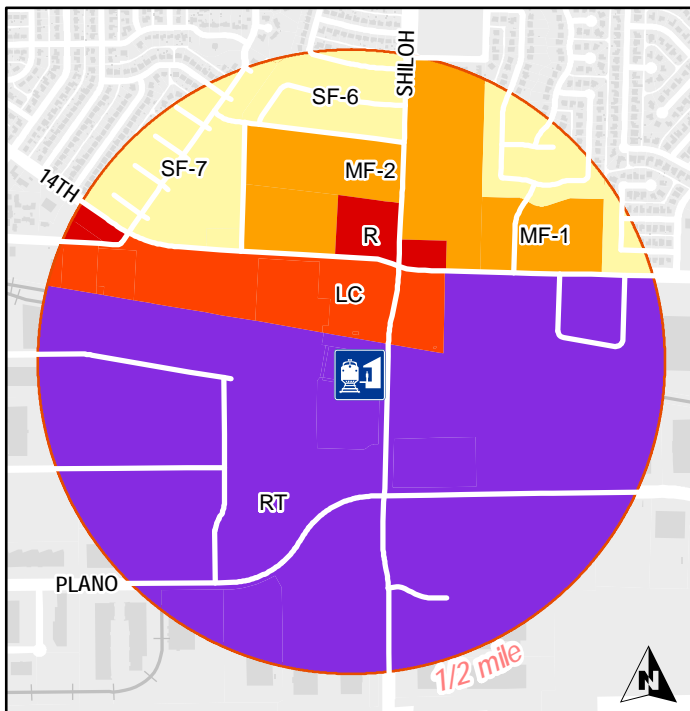 SHILOH
SF-6
SF-7
MF-2
14TH
R
MF-1
LC
RT
PLANO
1/2 mile
N